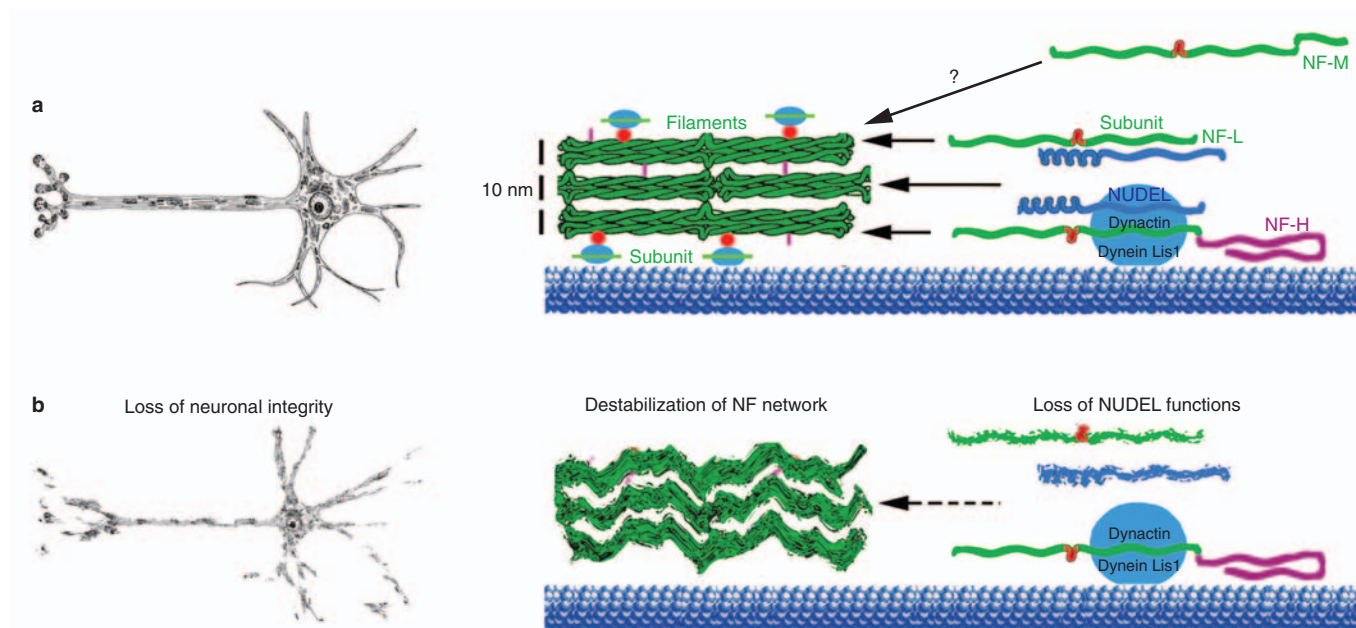 a
Filaments
10 nm
Subunit
?
NF-M
Subunit
NF-L
NUDEL
Dynactin
Dynein Lis1
NF-H
b
Loss of neuronal integrity
Destabilization of NF network
Loss of NUDEL functions
Dynactin
Dynein Lis1